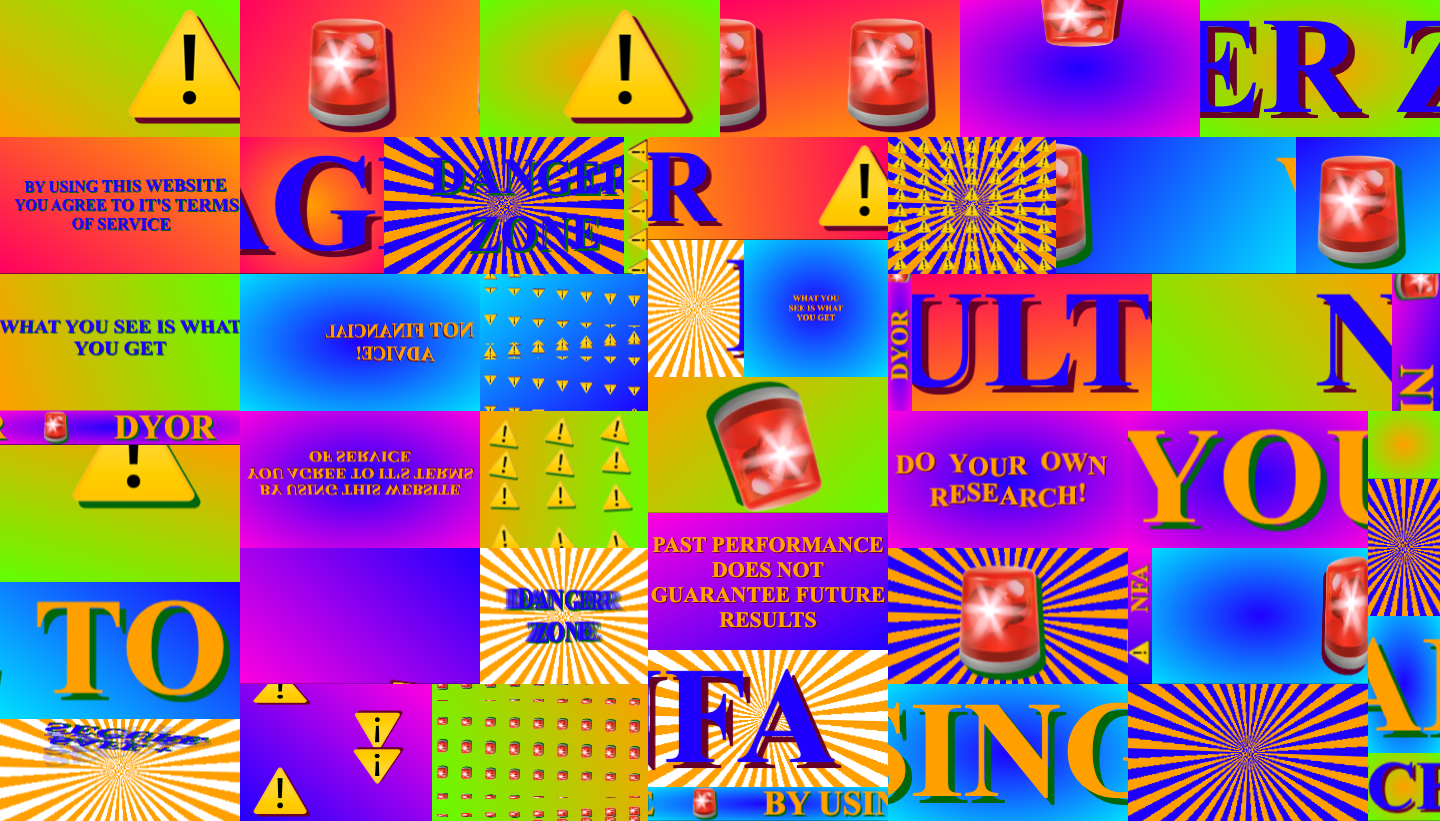 ER Z
BY USING THIS WEBSITE
YOU AGREE TO IT'S TERMS
OF SERVICE
AG
DANGER
ZONE
R
WHAT YOU SEE IS WHAT
YOU GET
NOT FINANCIAL
ADVICE!
WHAT YOU
SEE IS WHAT
YOU GET
DYOR
ULT
N
IN
R
DYOR
BY USING THIS WEBSITE
YOU AGREE TO IT'S TERMS
OF SERVICE
DO YOUR OWN
RESEARCH!
YOU
PAST PERFORMANCE
DOES NOT
GUARANTEE FUTURE
RESULTS
TO
DANGER
ZONE
NFA
NFA
SING
BY USIN
CE